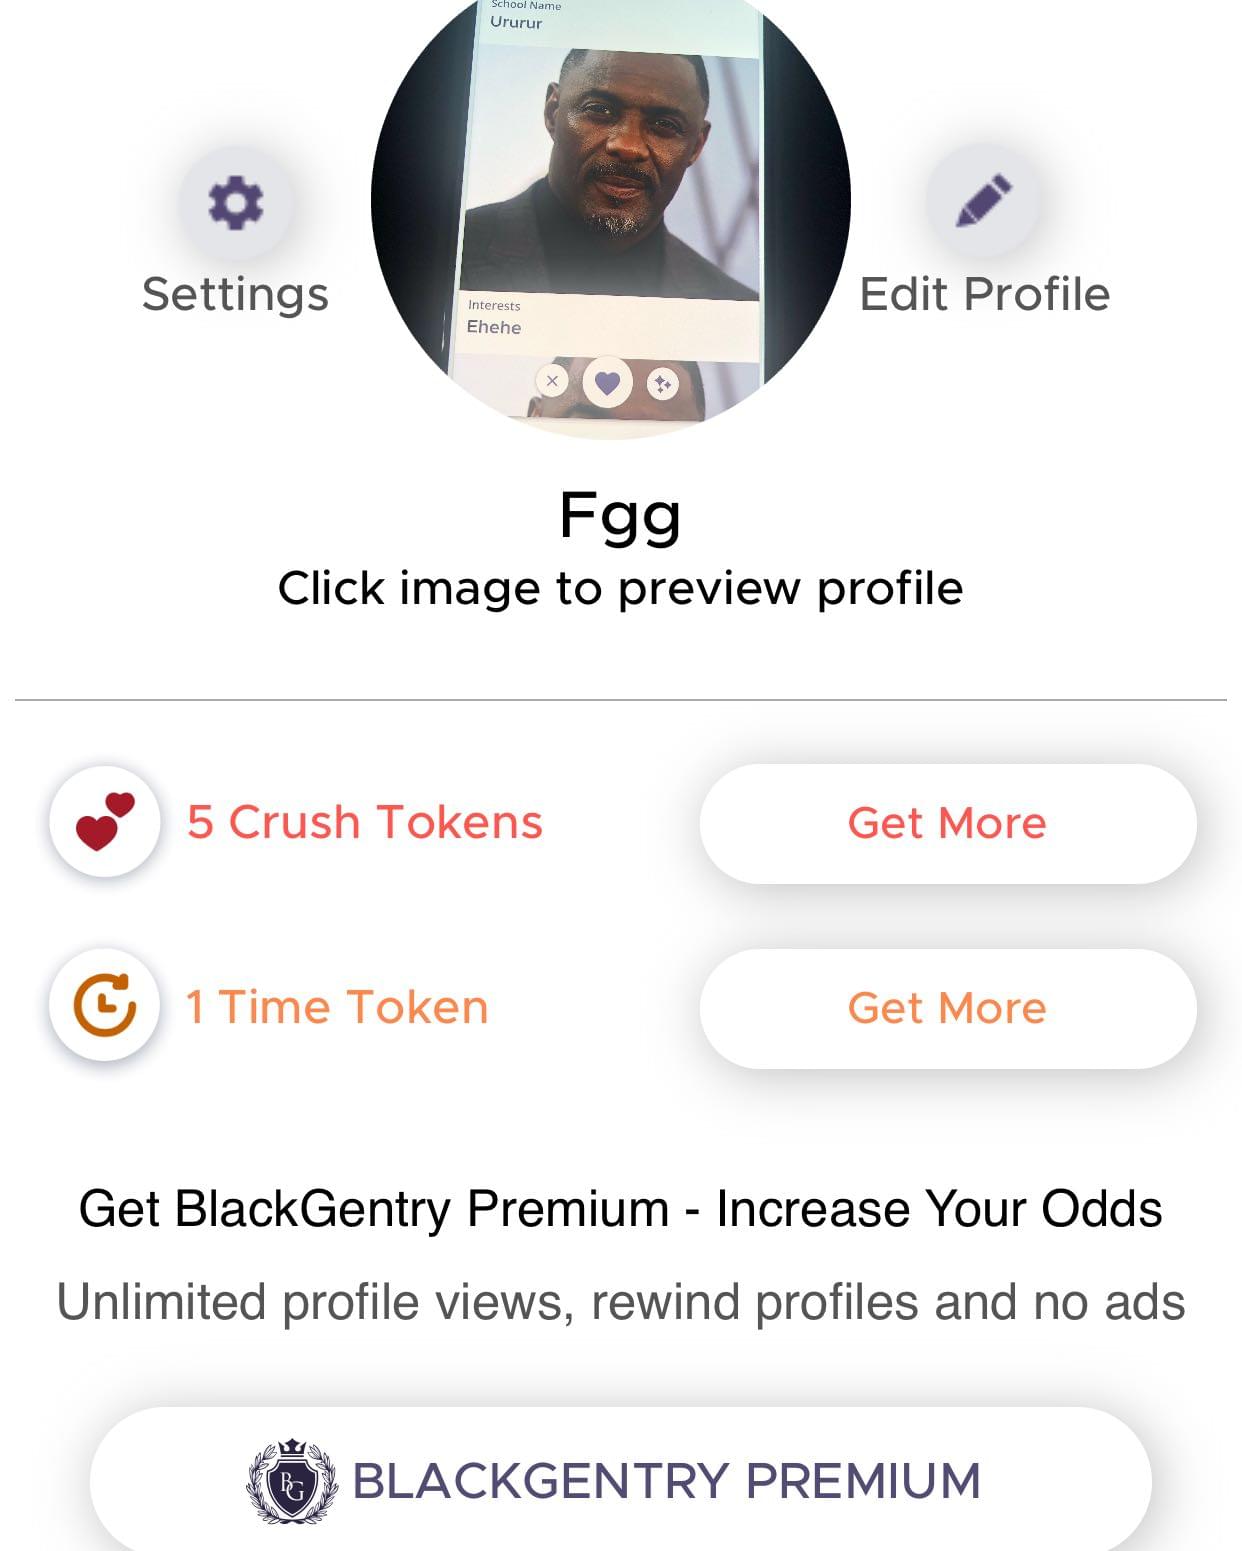 School Name
Ururur
Interests
Ehehe
Settings
Edit Profile
Fgg
Click image to preview profile
5 Crush Tokens
Get More
1 Time Token
Get More
Get BlackGentry Premium - Increase Your Odds
Unlimited profile views, rewind profiles and no ads
BG
BLACKGENTRY PREMIUM